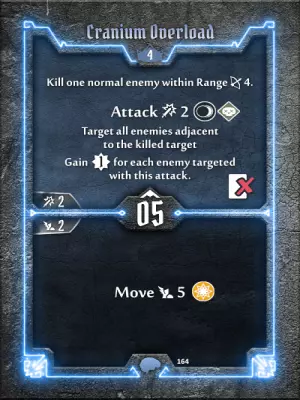 Cranium Overload
4
Kill one normal enemy within Range 4.
Attack 2
Target all enemies adjacent
to the killed target
Gain 1 for each enemy targeted
with this attack.
2
05
2
Move 5
164